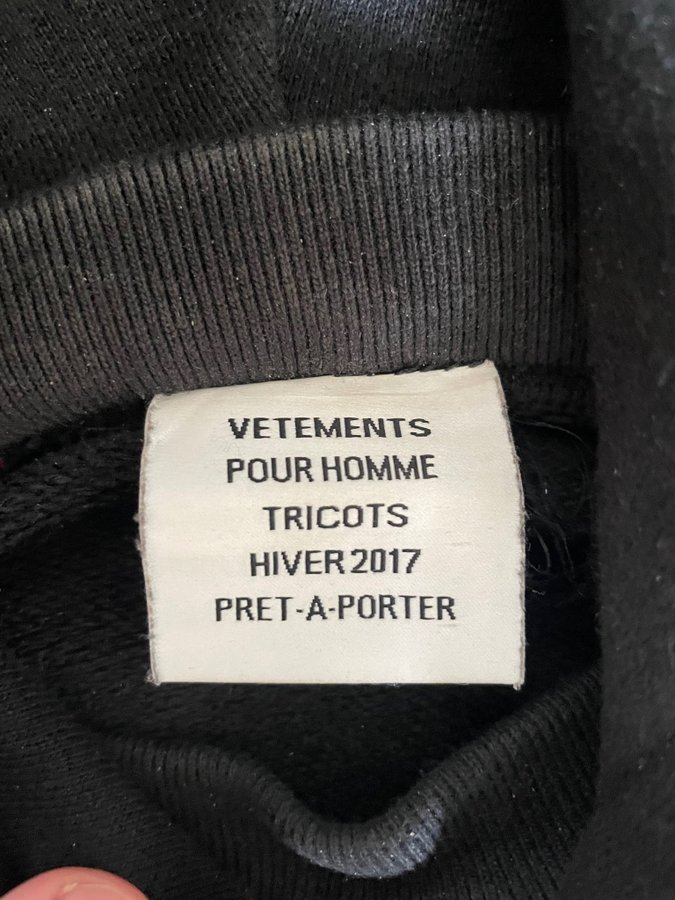 VETEMENTS
POUR HOMME
TRICOTS
HIVER 2017
PRET-A-PORTER